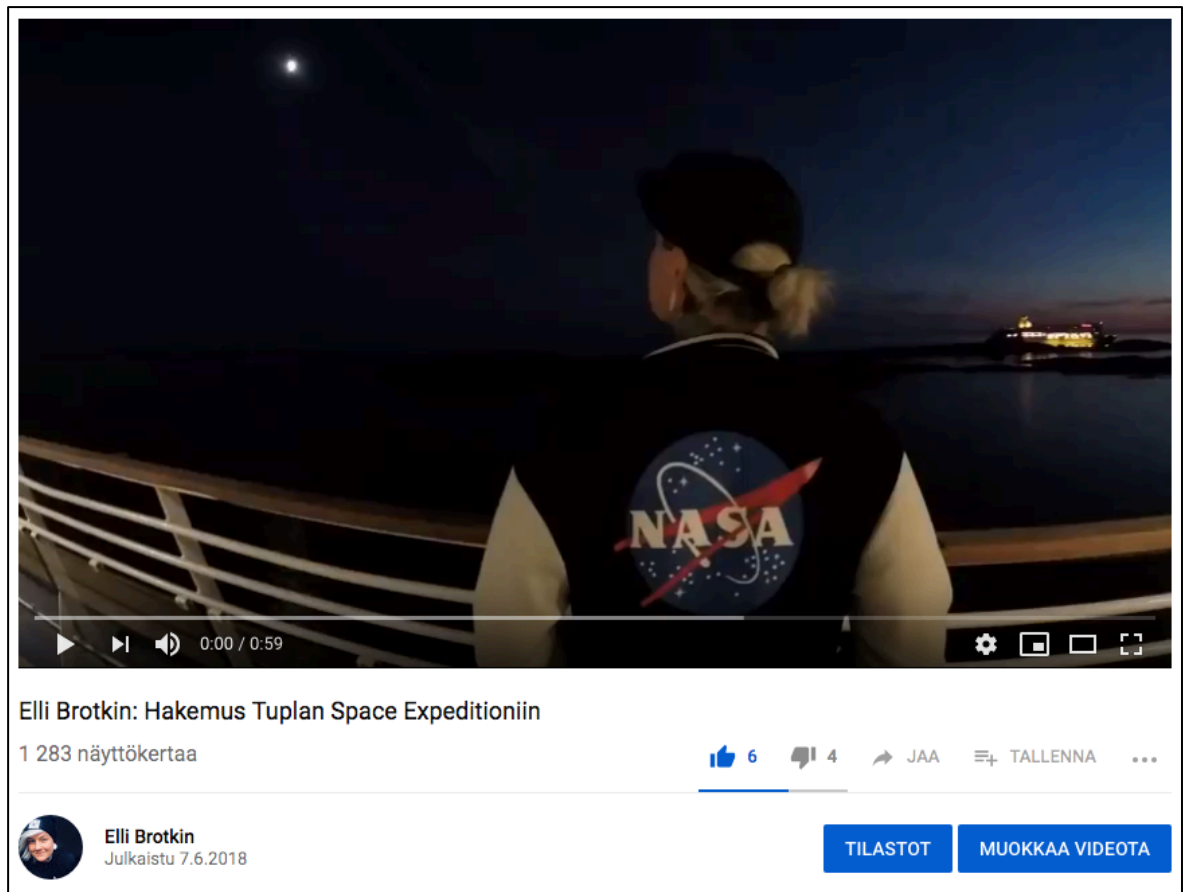 NASA
0:00 / 0:59
Elli Brotkin: Hakemus Tuplan Space Expeditioniin
1 283 näyttökertaa
6 4 JAA TALLENNA
Elli Brotkin
Julkaistu 7.6.2018
TILASTOT MUOKKAA VIDEOTA